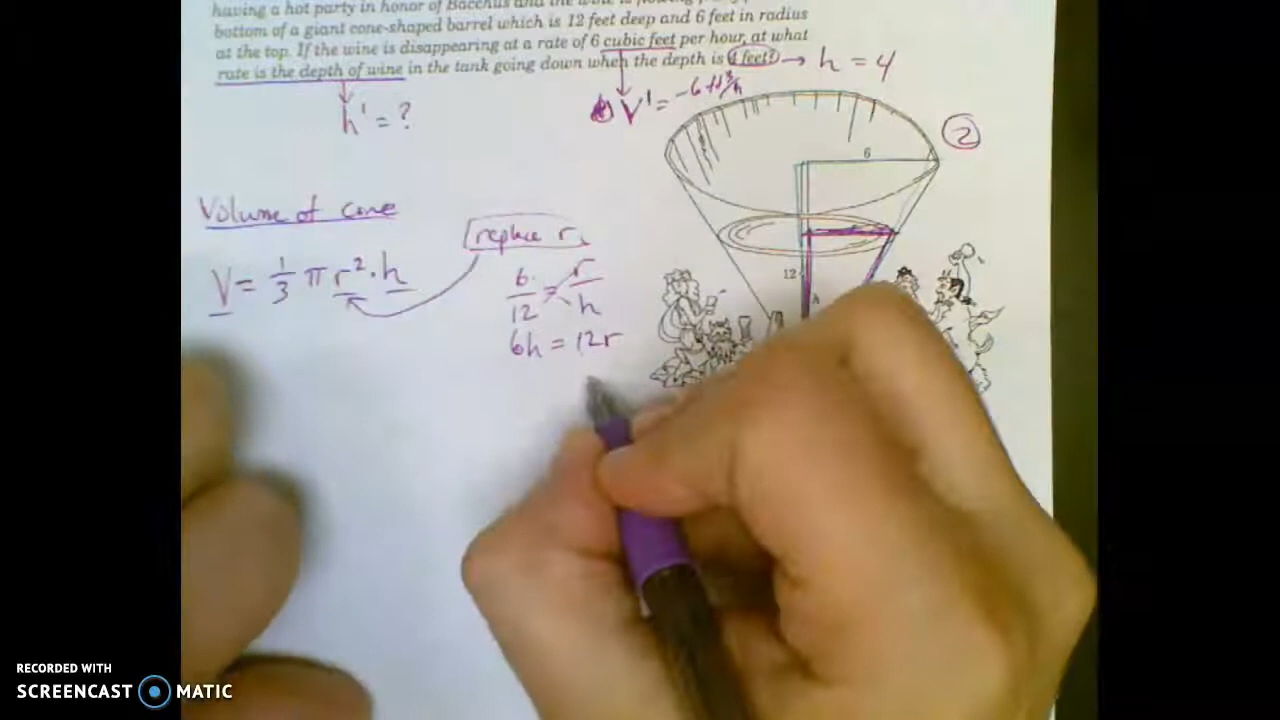 having a hot party in honor of Bacchus and the wine is flowing
bottom of a giant cone-shaped barrel which is 12 feet deep and 6 feet in radius
at the top. If the wine is disappearing at a rate of 6 cubic feet per hour, at what
rate is the depth of wine in the tank going down when the depth is 4 feet? → h = 4
h' = ?
V' = -6 ft³/h
2
6
Volume of cone
replace r
V = 1/3 π r² · h
6/12 = r/h
12
h
6h = 12r
RECORDED WITH
SCREENCAST MATIC